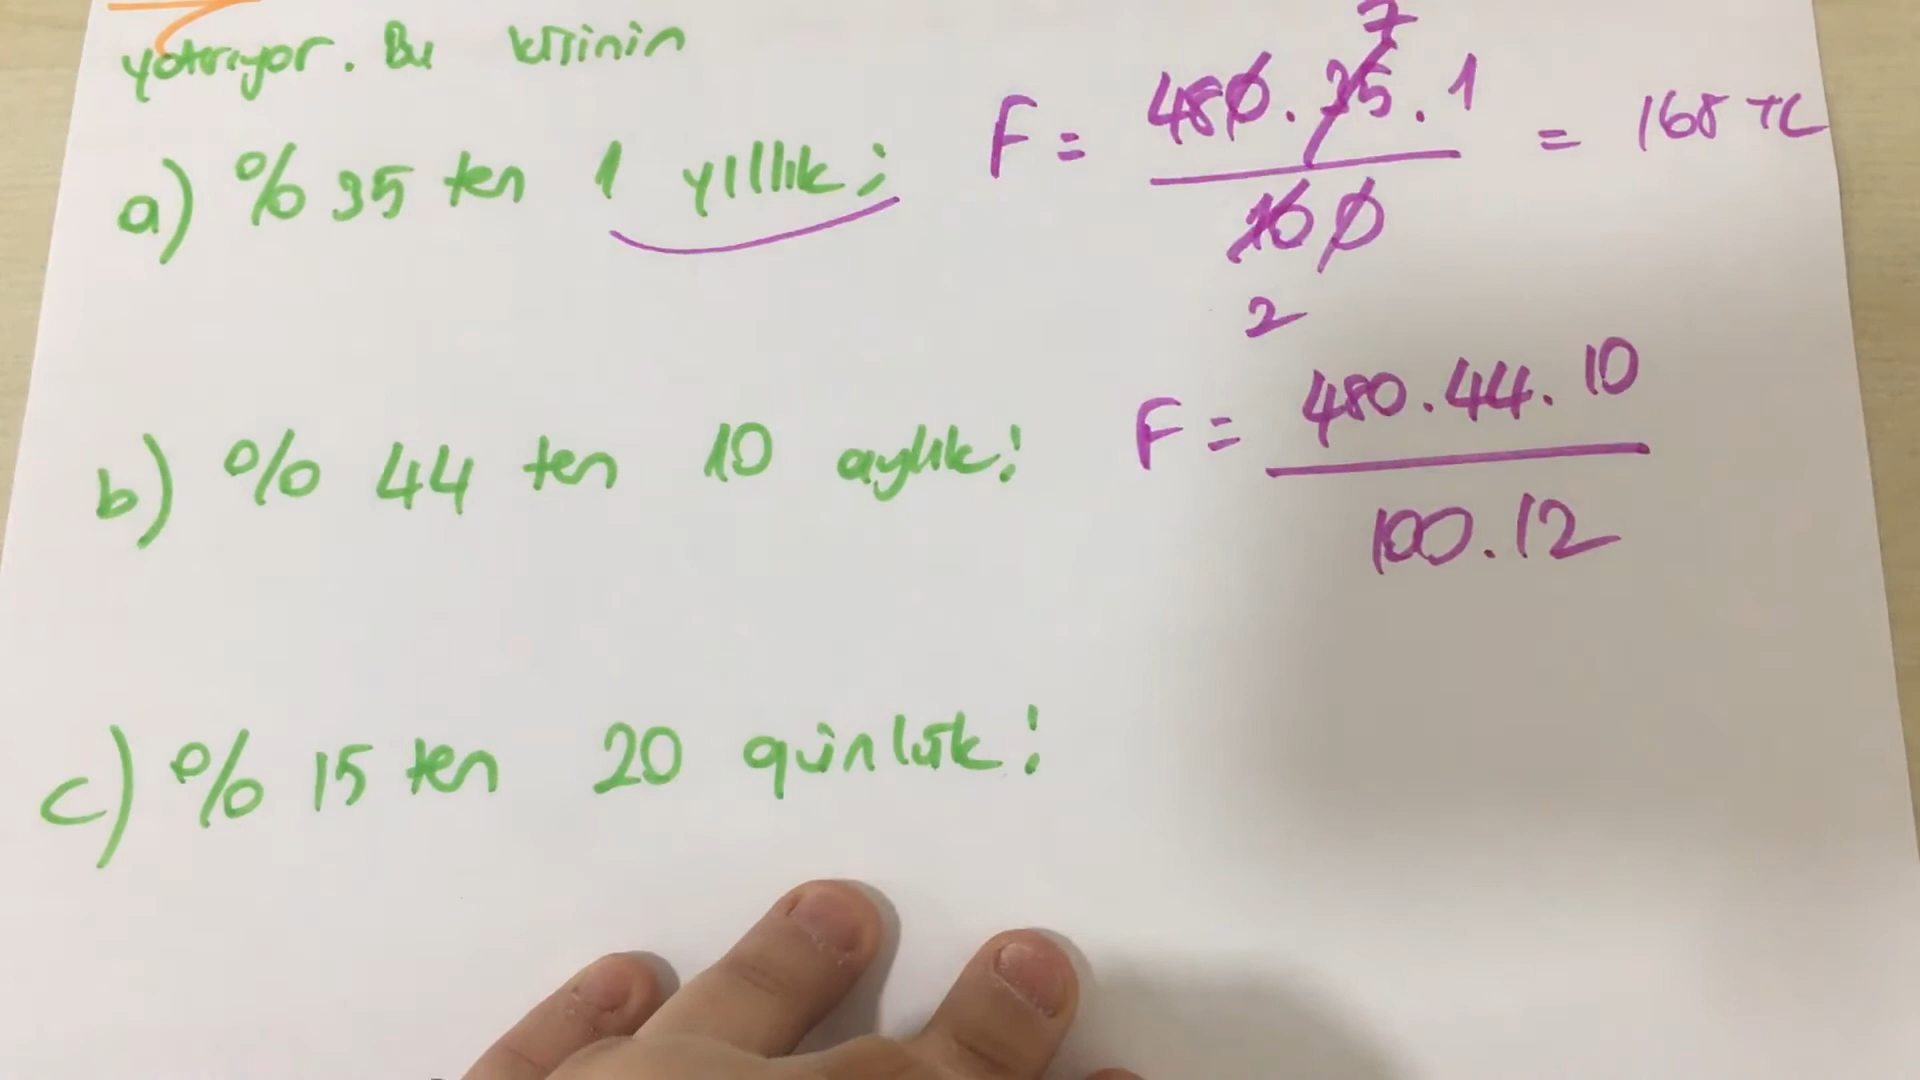 yatırıyor. Bu kişinin
a) % 35 ten 1 yıllık;
F = 480 . 35 . 1 = 168 TL
7
100
2
b) % 44 ten 10 aylık;
F = 480 . 44 . 10
100 . 12
c) % 15 ten 20 günlük;